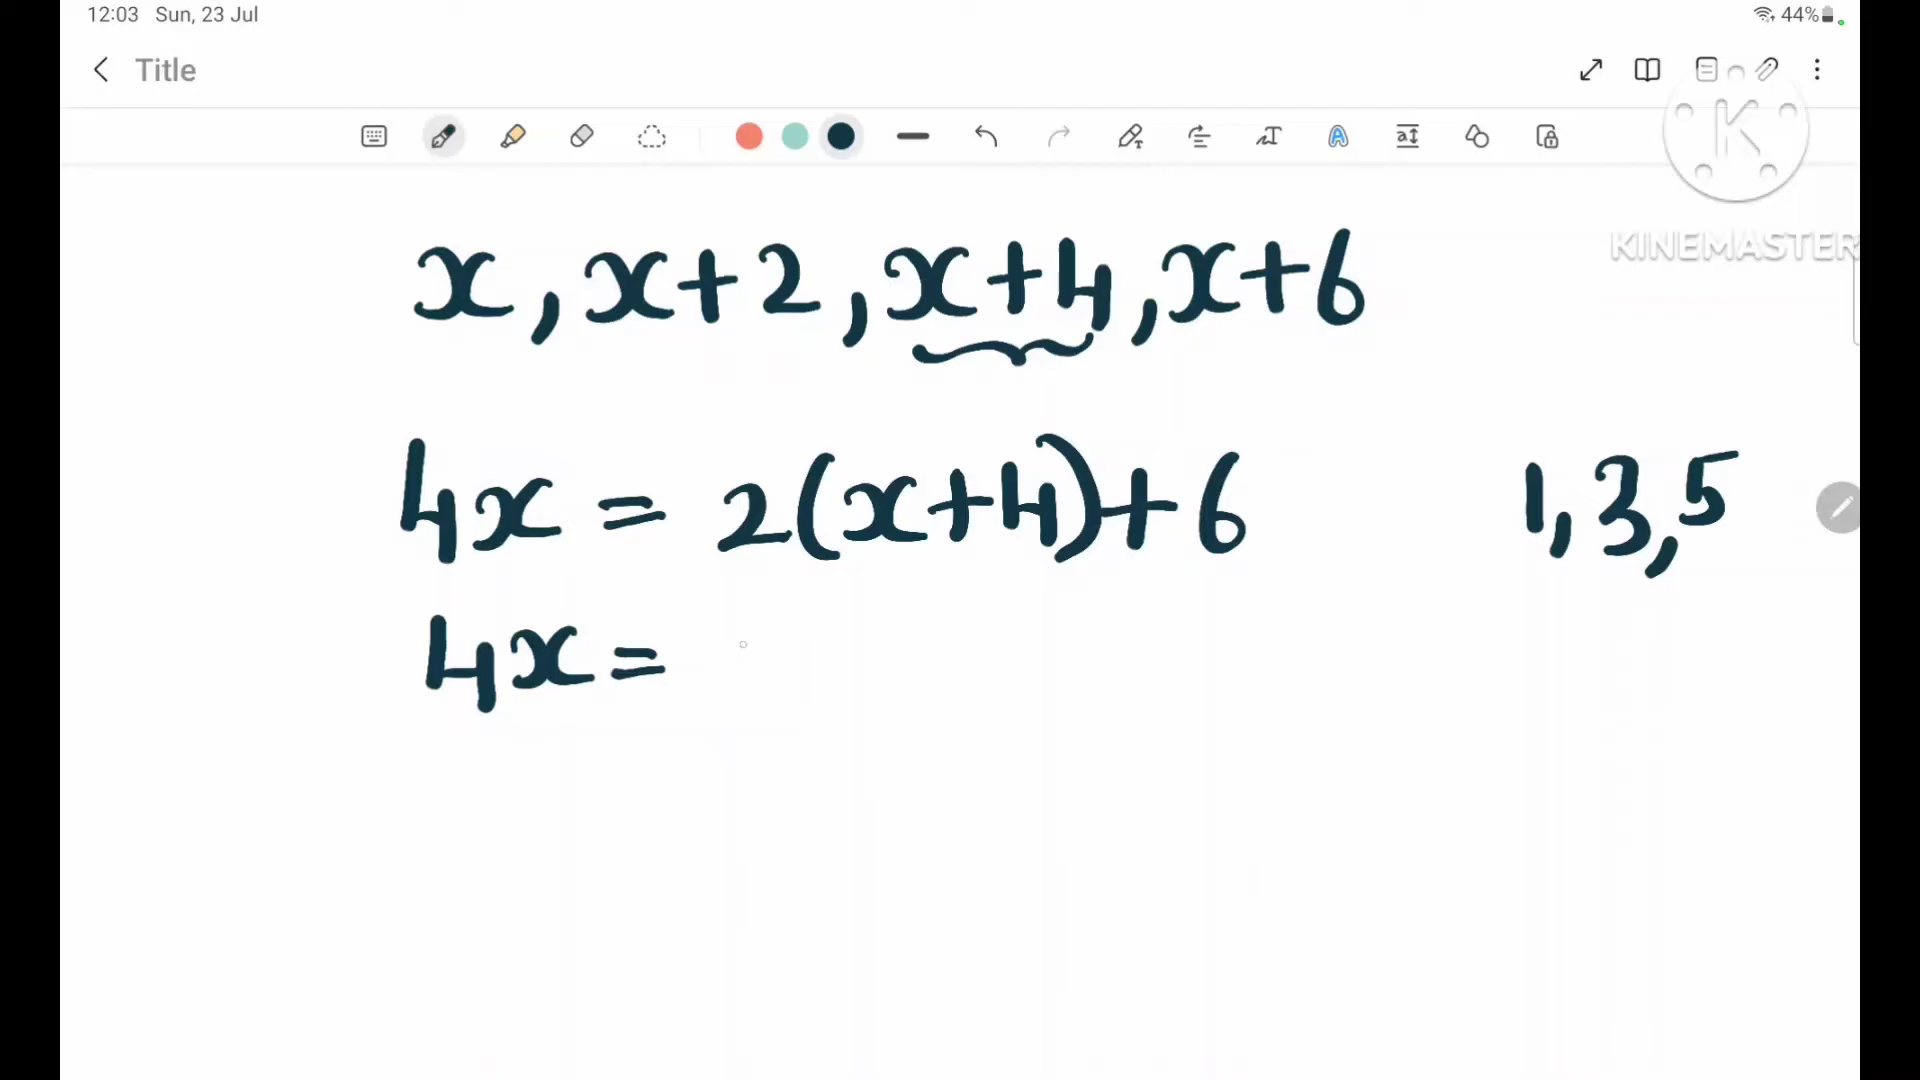 12:03 Sun, 23 Jul 44%
Title
K
KINEMASTER
x, x+2, x+4, x+6
4x = 2(x+4)+6 1, 3, 5
4x =